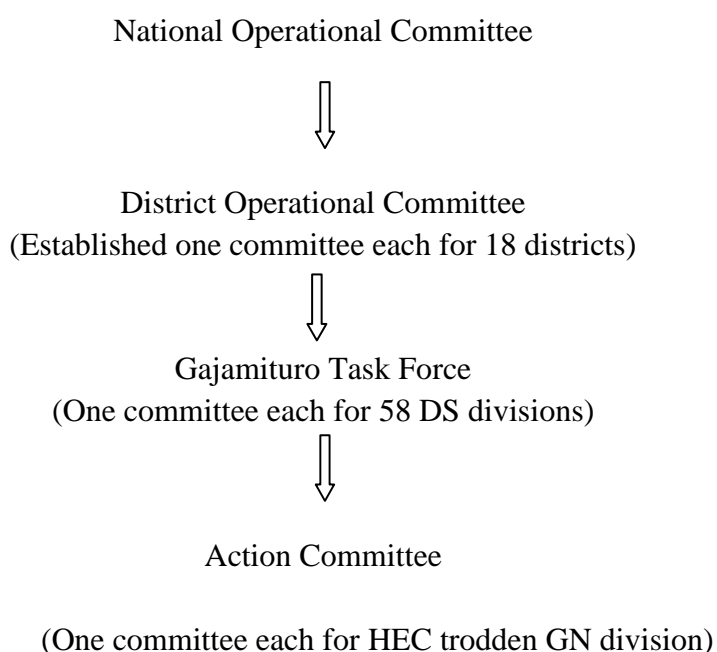 National Operational Committee
District Operational Committee
(Established one committee each for 18 districts)
Gajamituro Task Force
(One committee each for 58 DS divisions)
Action Committee
(One committee each for HEC trodden GN division)